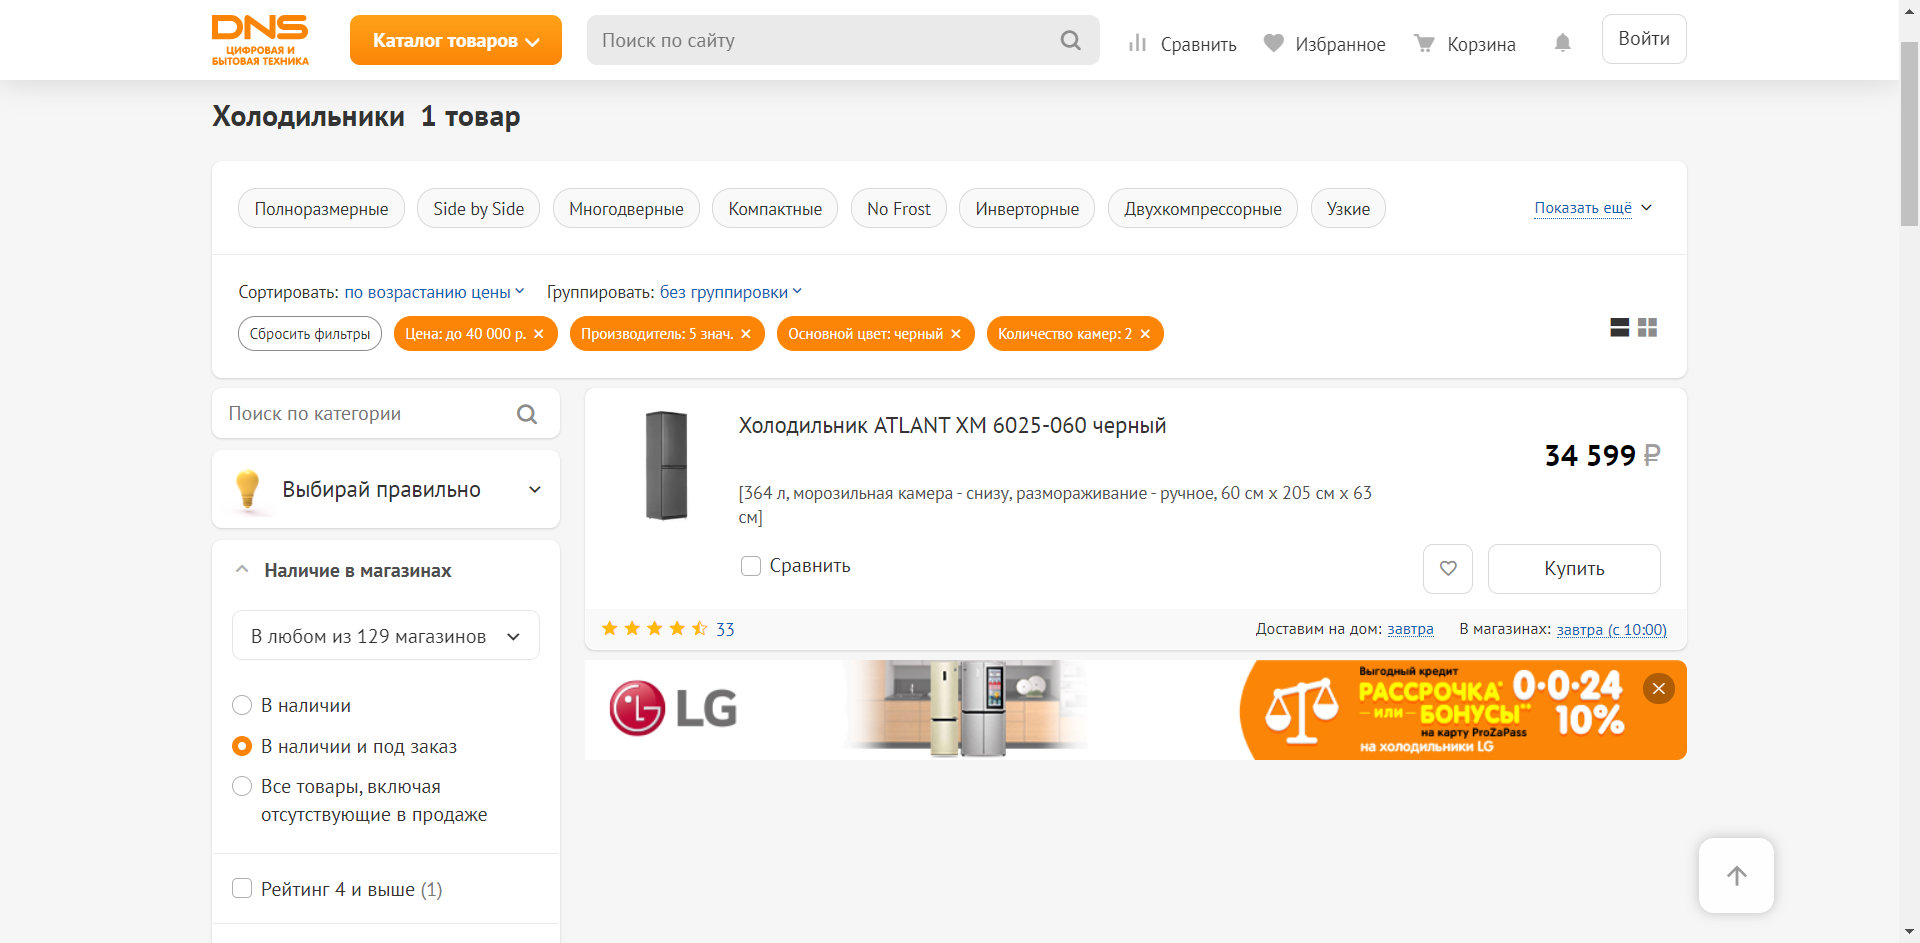 DNS
ЦИФРОВАЯ И
БЫТОВАЯ ТЕХНИКА
Каталог товаров
Поиск по сайту
Сравнить
Избранное
Корзина
Войти
Холодильники 1 товар
Полноразмерные
Side by Side
Многодверные
Компактные
No Frost
Инверторные
Двухкомпрессорные
Узкие
Показать ещё
Сортировать: по возрастанию цены
Группировать: без группировки
Сбросить фильтры
Цена: до 40 000 р.
Производитель: 5 знач.
Основной цвет: черный
Количество камер: 2
Поиск по категории
Выбирай правильно
Наличие в магазинах
В любом из 129 магазинов
В наличии
В наличии и под заказ
Все товары, включая
отсутствующие в продаже
Рейтинг 4 и выше (1)
Холодильник ATLANT ХМ 6025-060 черный
34 599 ₽
[364 л, морозильная камера - снизу, размораживание - ручное, 60 см x 205 см x 63
см]
Сравнить
Купить
33
Доставим на дом: завтра
В магазинах: завтра (с 10:00)
LG
Выгодный кредит
РАССРОЧКА* 0·0·24
или БОНУСЫ** 10%
на карту ProZaPass
на холодильники LG